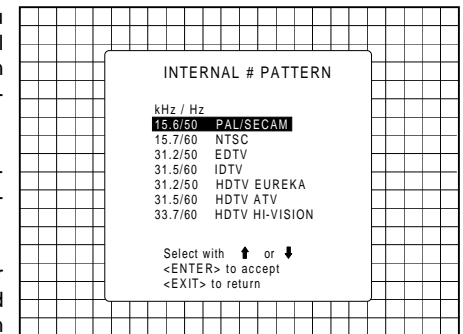 INTERNAL # PATTERN
kHz / Hz
15.6/50 PAL/SECAM
15.7/60 NTSC
31.2/50 EDTV
31.5/60 IDTV
31.2/50 HDTV EUREKA
31.5/60 HDTV ATV
33.7/60 HDTV HI-VISION
Select with ⬆ or ⬇
<ENTER> to accept
<EXIT> to return